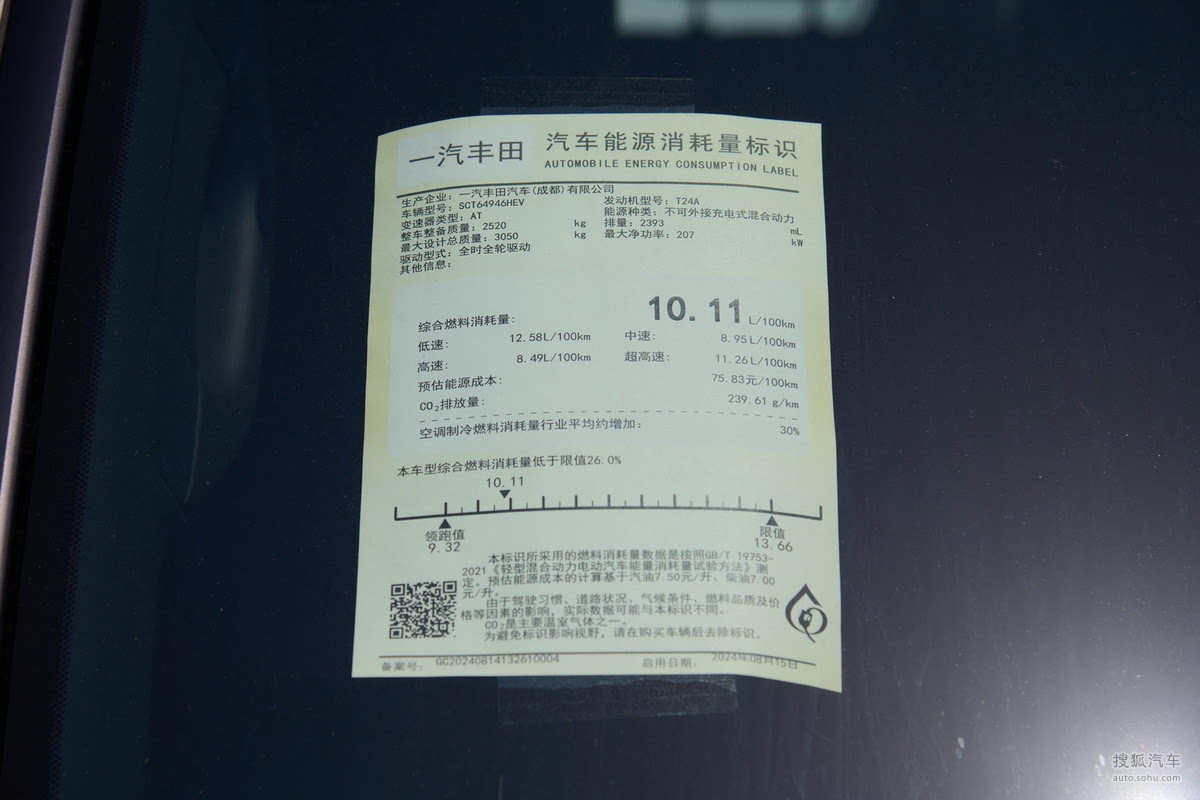 一汽丰田
汽车能源消耗量标识
AUTOMOBILE ENERGY CONSUMPTION LABEL
生产企业：一汽丰田汽车(成都)有限公司
车辆型号：SCT64946HEV
发动机型号：T24A
变速器类型：AT
能源种类：不可外接充电式混合动力
整车整备质量：2520 kg
排量：2393 mL
最大设计总质量：3050 kg
最大净功率：207 kW
驱动型式：全时全轮驱动
其他信息：
综合燃料消耗量： 10.11 L/100km
低速： 12.58L/100km 中速： 8.95L/100km
高速： 8.49L/100km 超高速： 11.26L/100km
预估能源成本： 75.83元/100km
CO₂排放量： 239.61 g/km
空调制冷燃料消耗量行业平均约增加： 30%
本车型综合燃料消耗量低于限值26.0%
10.11
领跑值 限值
9.32 13.66
本标识所采用的燃料消耗量数据是按照GB/T 19753-
2021《轻型混合动力电动汽车能量消耗量试验方法》测
定。预估能源成本的计算基于汽油7.50元/升、柴油7.00
元/升。
由于驾驶习惯、道路状况、气候条件、燃料品质及价
格等因素的影响，实际数据可能与本标识不同。
CO₂是主要温室气体之一。
为避免标识影响视野，请在购买车辆后去除标识。
备案号： GC20240814132610004 启用日期： 2024年08月15日
搜狐汽车
auto.sohu.com